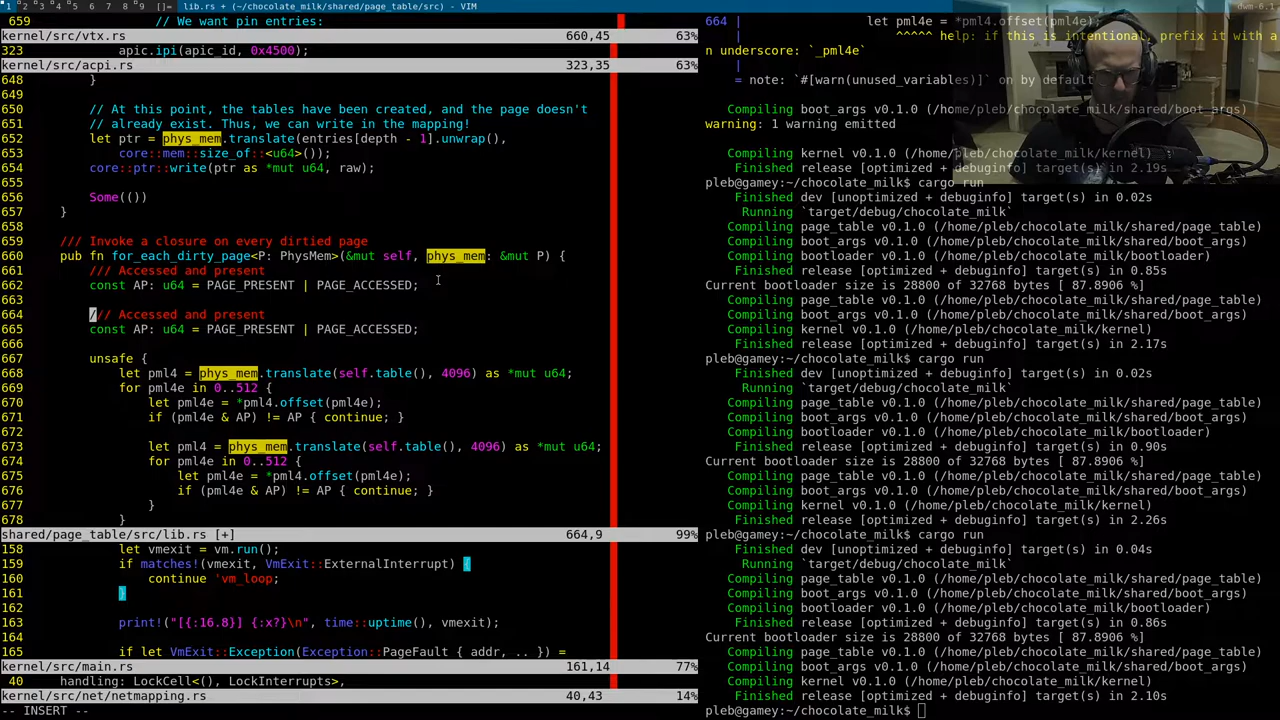 1 2 3 4 5 6 7 8 9 []= lib.rs + (~/chocolate_milk/shared/page_table/src) - VIM dwm-6.1
659 // We want pin entries:
kernel/src/vtx.rs 660,45 63%
323 apic.ipi(apic_id, 0x4500);
kernel/src/acpi.rs 323,35 63%
648 }
649
650 // At this point, the tables have been created, and the page doesn't
651 // already exist. Thus, we can write in the mapping!
652 let ptr = phys_mem.translate(entries[depth - 1].unwrap(),
653 core::mem::size_of::<u64>());
654 core::ptr::write(ptr as *mut u64, raw);
655
656 Some(())
657 }
658
659 /// Invoke a closure on every dirtied page
660 pub fn for_each_dirty_page<P: PhysMem>(&mut self, phys_mem: &mut P) {
661 /// Accessed and present
662 const AP: u64 = PAGE_PRESENT | PAGE_ACCESSED;
663
664 /// Accessed and present
665 const AP: u64 = PAGE_PRESENT | PAGE_ACCESSED;
666
667 unsafe {
668 let pml4 = phys_mem.translate(self.table(), 4096) as *mut u64;
669 for pml4e in 0..512 {
670 let pml4e = *pml4.offset(pml4e);
671 if (pml4e & AP) != AP { continue; }
672
673 let pml4 = phys_mem.translate(self.table(), 4096) as *mut u64;
674 for pml4e in 0..512 {
675 let pml4e = *pml4.offset(pml4e);
676 if (pml4e & AP) != AP { continue; }
677 }
678 }
shared/page_table/src/lib.rs [+] 664,9 99%
158 let vmexit = vm.run();
159 if matches!(vmexit, VmExit::ExternalInterrupt) {
160 continue 'vm_loop;
161 }
162
163 print!("[{:16.8}] {:x?}\n", time::uptime(), vmexit);
164
165 if let VmExit::Exception(Exception::PageFault { addr, .. }) =
kernel/src/main.rs 161,14 77%
40 handling: LockCell<(), LockInterrupts>,
kernel/src/net/netmapping.rs 40,43 14%
-- INSERT --
664 | let pml4e = *pml4.offset(pml4e);
| ^^^^^ help: if this is intentional, prefix it with a
n underscore: `_pml4e`
|
= note: `#[warn(unused_variables)]` on by default
Compiling boot_args v0.1.0 (/home/pleb/chocolate_milk/shared/boot_args)
warning: 1 warning emitted
Compiling kernel v0.1.0 (/home/pleb/chocolate_milk/kernel)
Finished release [optimized + debuginfo] target(s) in 2.19s
pleb@gamey:~/chocolate_milk$ cargo run
Finished dev [unoptimized + debuginfo] target(s) in 0.02s
Running `target/debug/chocolate_milk`
Compiling page_table v0.1.0 (/home/pleb/chocolate_milk/shared/page_table)
Compiling boot_args v0.1.0 (/home/pleb/chocolate_milk/shared/boot_args)
Compiling bootloader v0.1.0 (/home/pleb/chocolate_milk/bootloader)
Finished release [optimized + debuginfo] target(s) in 0.85s
Current bootloader size is 28800 of 32768 bytes [ 87.8906 %]
Compiling page_table v0.1.0 (/home/pleb/chocolate_milk/shared/page_table)
Compiling boot_args v0.1.0 (/home/pleb/chocolate_milk/shared/boot_args)
Compiling kernel v0.1.0 (/home/pleb/chocolate_milk/kernel)
Finished release [optimized + debuginfo] target(s) in 2.17s
pleb@gamey:~/chocolate_milk$ cargo run
Finished dev [unoptimized + debuginfo] target(s) in 0.02s
Running `target/debug/chocolate_milk`
Compiling page_table v0.1.0 (/home/pleb/chocolate_milk/shared/page_table)
Compiling boot_args v0.1.0 (/home/pleb/chocolate_milk/shared/boot_args)
Compiling bootloader v0.1.0 (/home/pleb/chocolate_milk/bootloader)
Finished release [optimized + debuginfo] target(s) in 0.90s
Current bootloader size is 28800 of 32768 bytes [ 87.8906 %]
Compiling page_table v0.1.0 (/home/pleb/chocolate_milk/shared/page_table)
Compiling boot_args v0.1.0 (/home/pleb/chocolate_milk/shared/boot_args)
Compiling kernel v0.1.0 (/home/pleb/chocolate_milk/kernel)
Finished release [optimized + debuginfo] target(s) in 2.26s
pleb@gamey:~/chocolate_milk$ cargo run
Finished dev [unoptimized + debuginfo] target(s) in 0.04s
Running `target/debug/chocolate_milk`
Compiling page_table v0.1.0 (/home/pleb/chocolate_milk/shared/page_table)
Compiling boot_args v0.1.0 (/home/pleb/chocolate_milk/shared/boot_args)
Compiling bootloader v0.1.0 (/home/pleb/chocolate_milk/bootloader)
Finished release [optimized + debuginfo] target(s) in 0.86s
Current bootloader size is 28800 of 32768 bytes [ 87.8906 %]
Compiling page_table v0.1.0 (/home/pleb/chocolate_milk/shared/page_table)
Compiling boot_args v0.1.0 (/home/pleb/chocolate_milk/shared/boot_args)
Compiling kernel v0.1.0 (/home/pleb/chocolate_milk/kernel)
Finished release [optimized + debuginfo] target(s) in 2.10s
pleb@gamey:~/chocolate_milk$